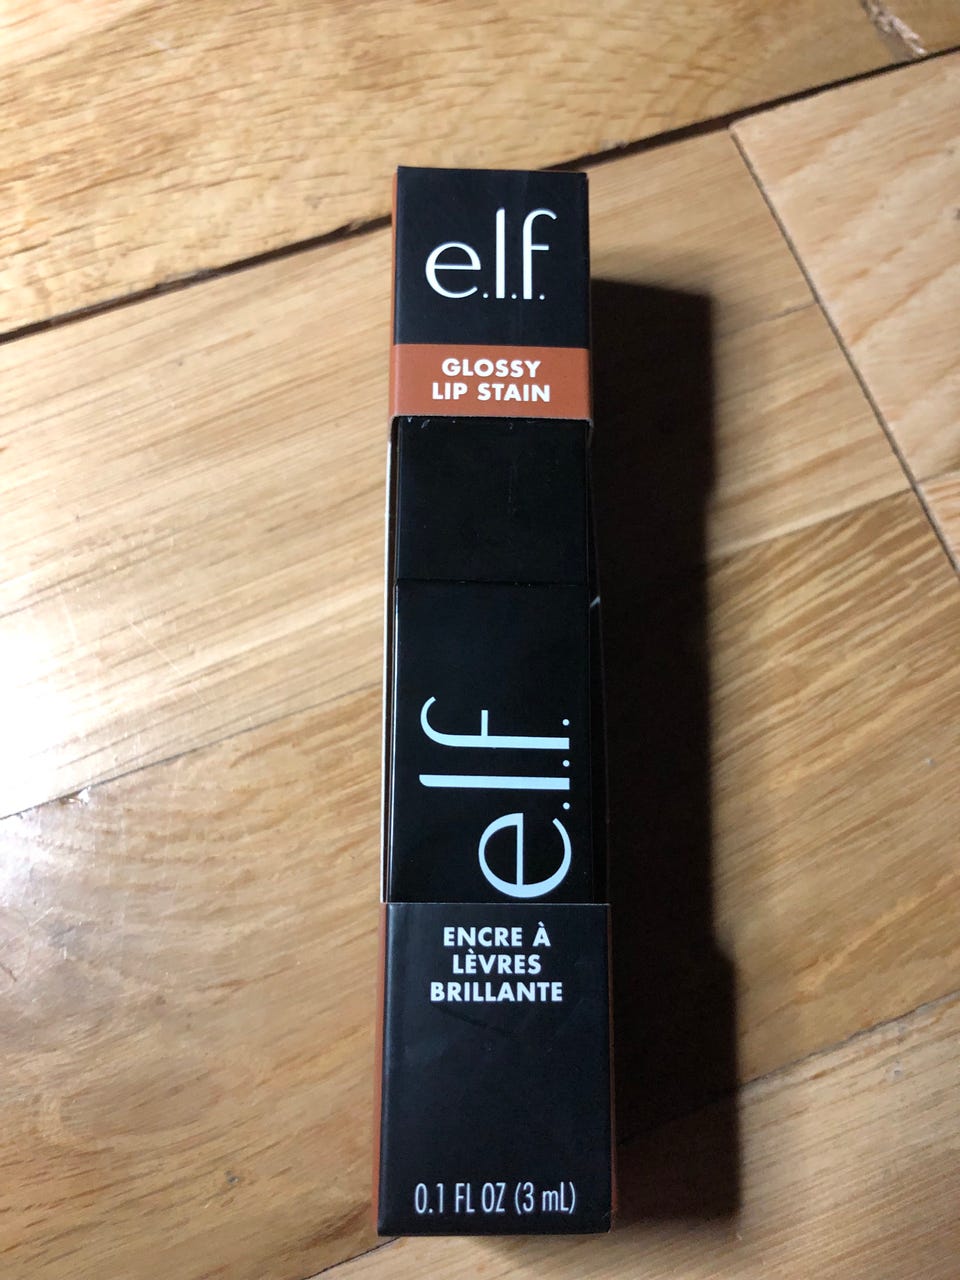 e.l.f.
GLOSSY
LIP STAIN
e.l.f.
ENCRE À
LÈVRES
BRILLANTE
0.1 FL OZ (3 mL)